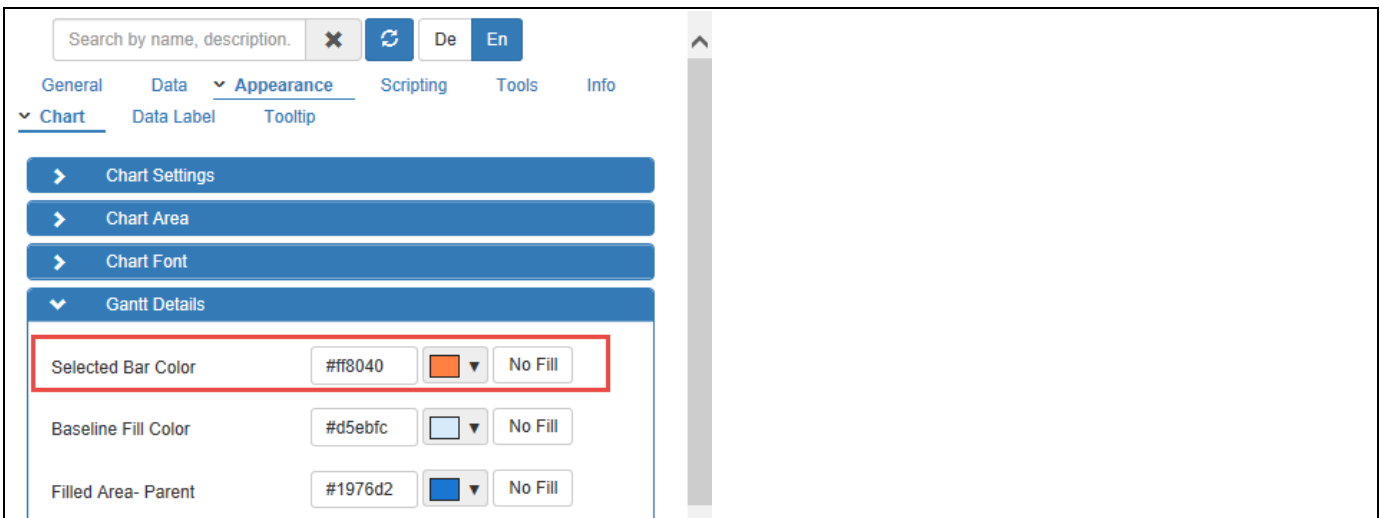 Search by name, description. De En
General Data Appearance Scripting Tools Info
Chart Data Label Tooltip
Chart Settings
Chart Area
Chart Font
Gantt Details
Selected Bar Color #ff8040 No Fill
Baseline Fill Color #d5ebfc No Fill
Filled Area- Parent #1976d2 No Fill